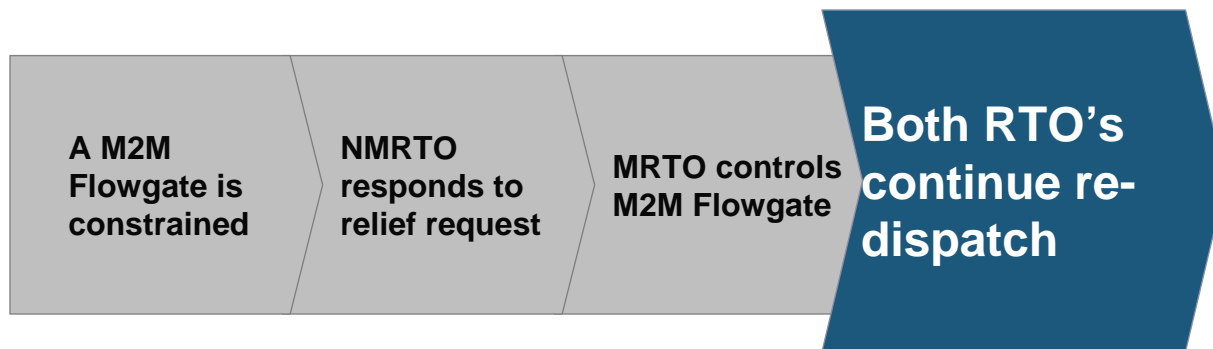 A M2M
Flowgate is
constrained
NMRTO
responds to
relief request
MRTO controls
M2M Flowgate
Both RTO’s
continue re-
dispatch